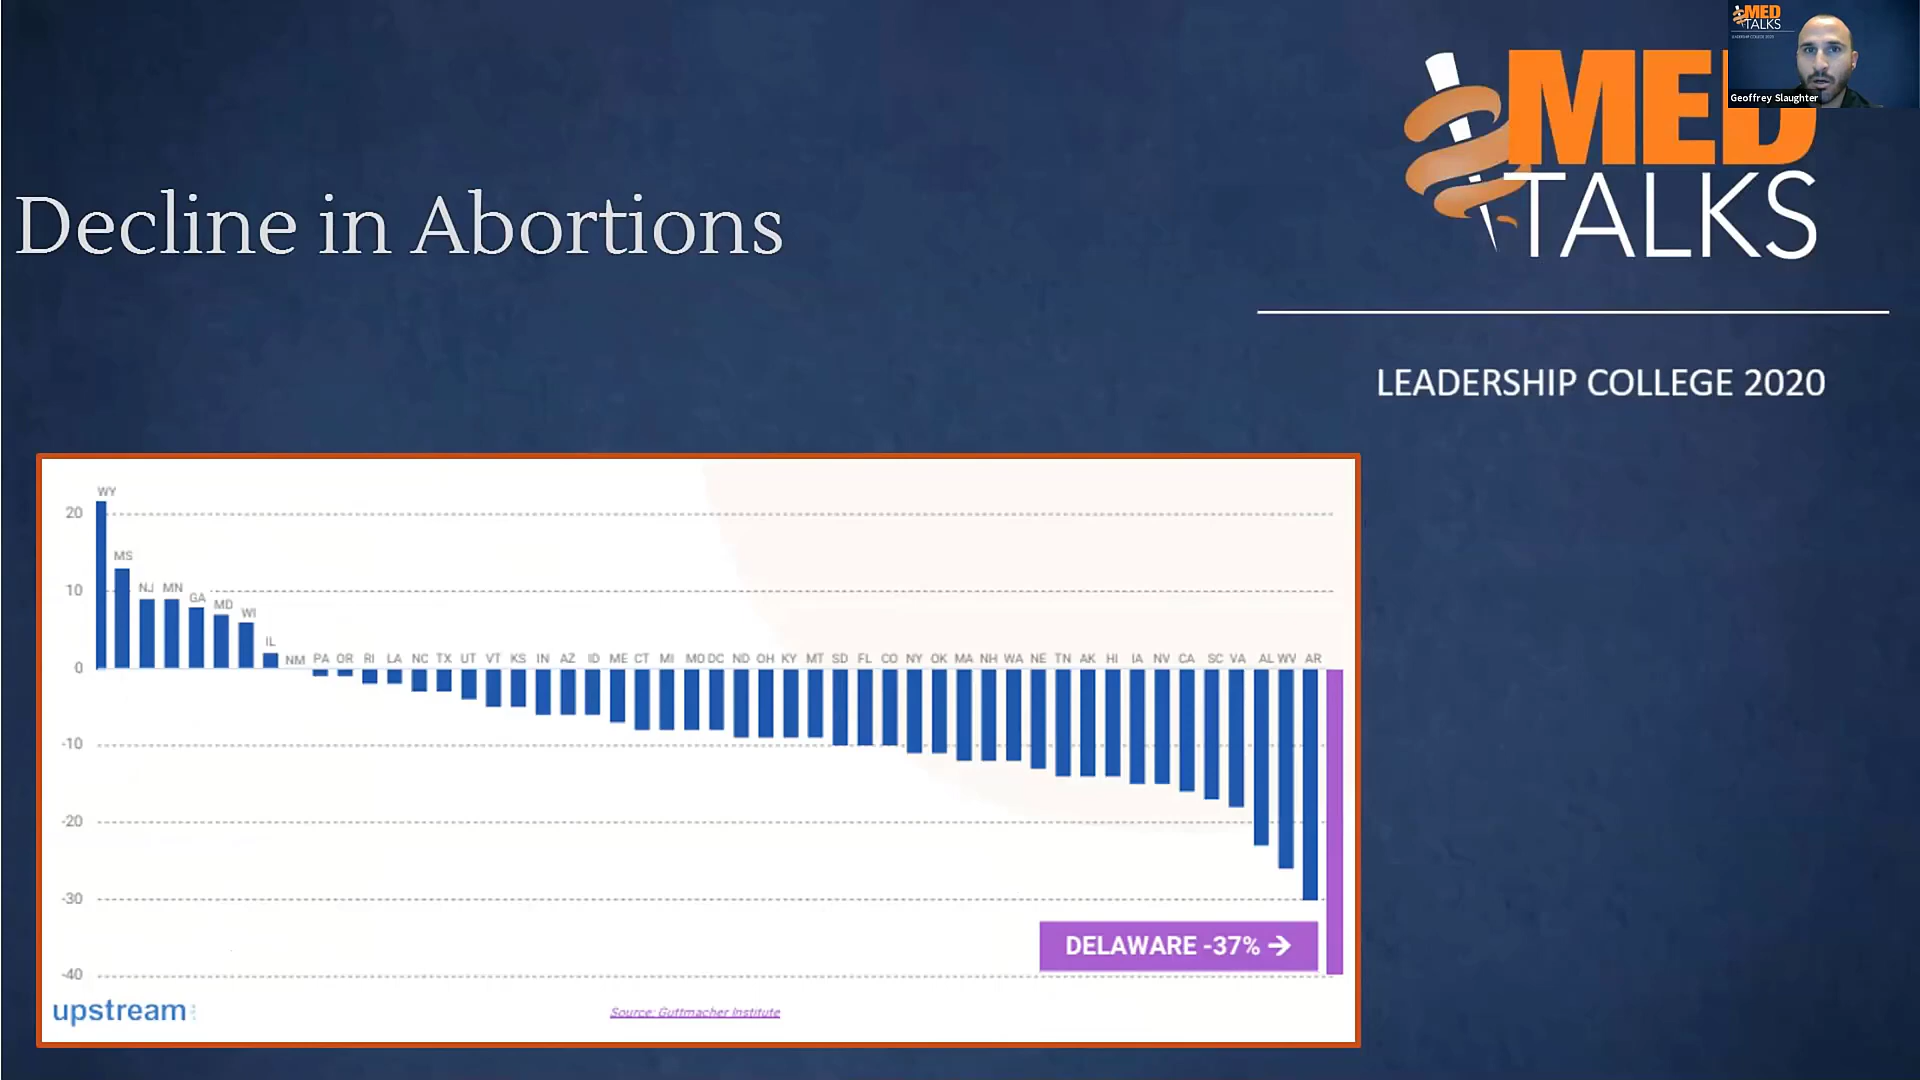 MED
TALKS
Geoffrey Slaughter
MED
TALKS
Decline in Abortions
LEADERSHIP COLLEGE 2020
WY
20
MS
10
NJ MN GA MD WI
IL
0
NM PA OR RI LA NC TX UT VT KS IN AZ ID ME CT MI MO DC ND OH KY MT SD FL CO NY OK MA NH WA NE TN AK HI IA NV CA SC VA AL WV AR
-10
-20
-30
DELAWARE -37% →
-40
upstream
Source: Guttmacher Institute